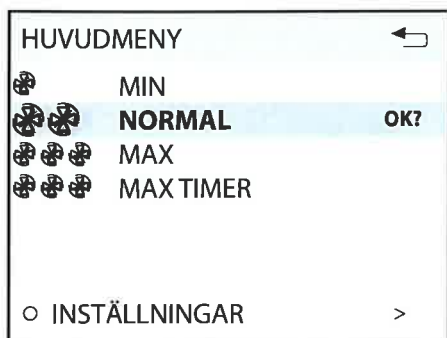 HUVUDMENY
MIN
NORMAL OK?
MAX
MAX TIMER
INSTÄLLNINGAR >